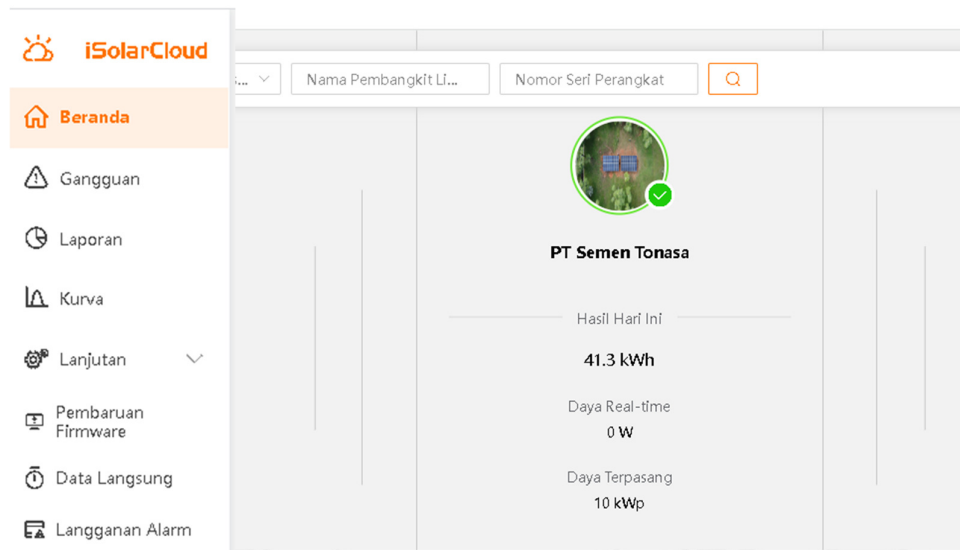 iSolarCloud
Beranda
Gangguan
Laporan
Kurva
Lanjutan
Pembaruan
Firmware
Data Langsung
Langganan Alarm
Nama Pembangkit Li...
Nomor Seri Perangkat
PT Semen Tonasa
Hasil Hari Ini
41.3 kWh
Daya Real-time
0 W
Daya Terpasang
10 kWp